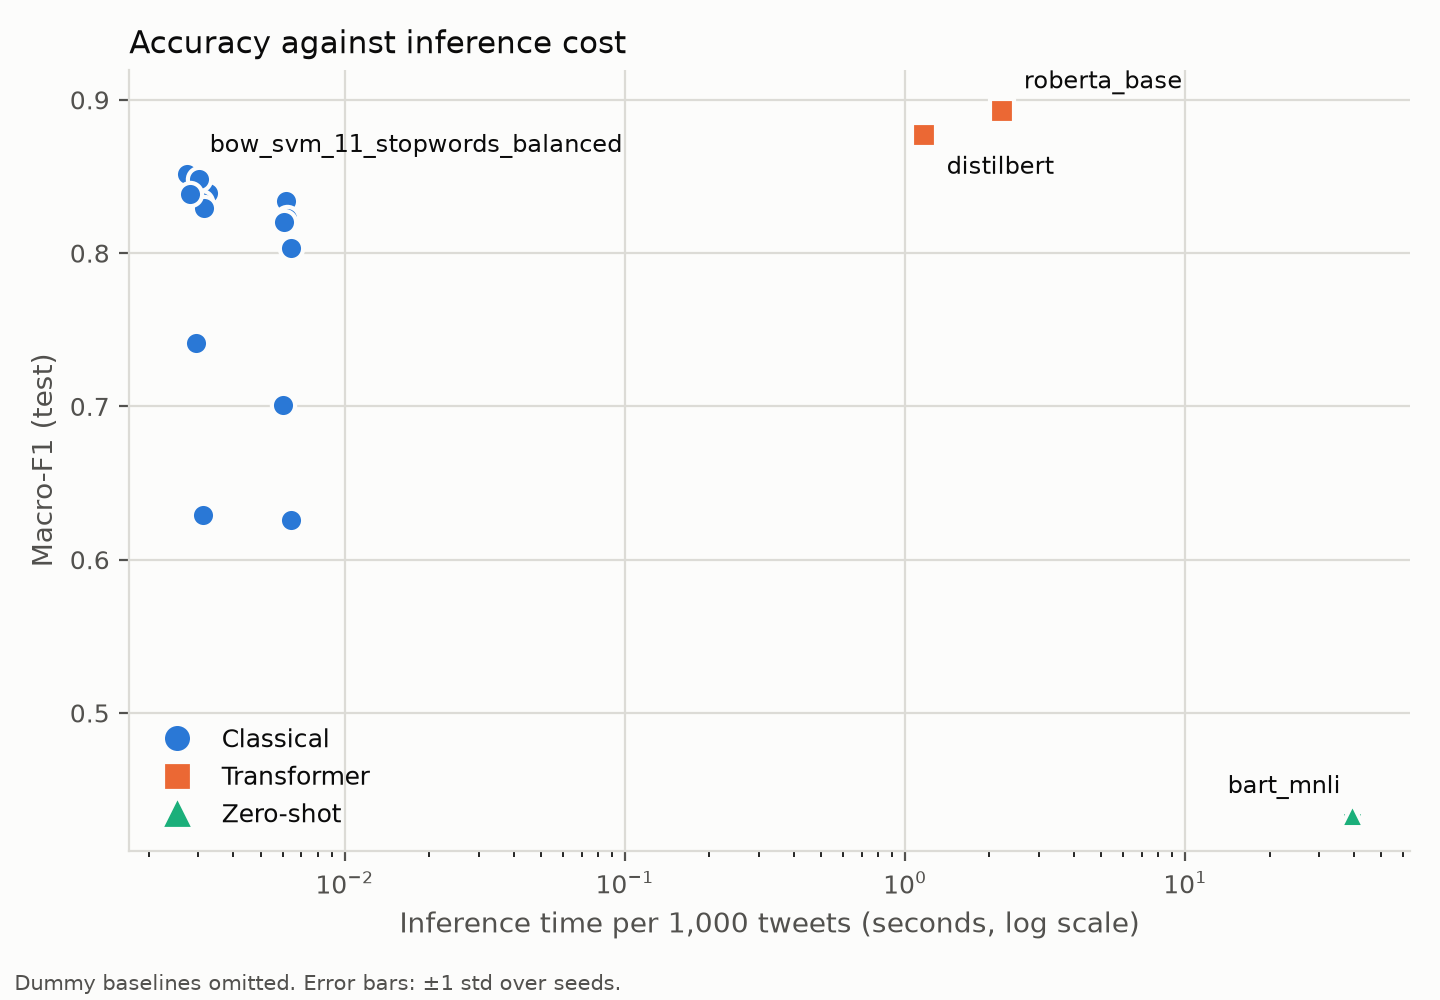 Accuracy against inference cost
roberta_base
0.9
bow_svm_11_stopwords_balanced
distilbert
0.8
0.7
0.6
0.5
Macro-F1 (test)
Classical
Transformer
Zero-shot
bart_mnli
10⁻² 10⁻¹ 10⁰ 10¹
Inference time per 1,000 tweets (seconds, log scale)
Dummy baselines omitted. Error bars: ±1 std over seeds.